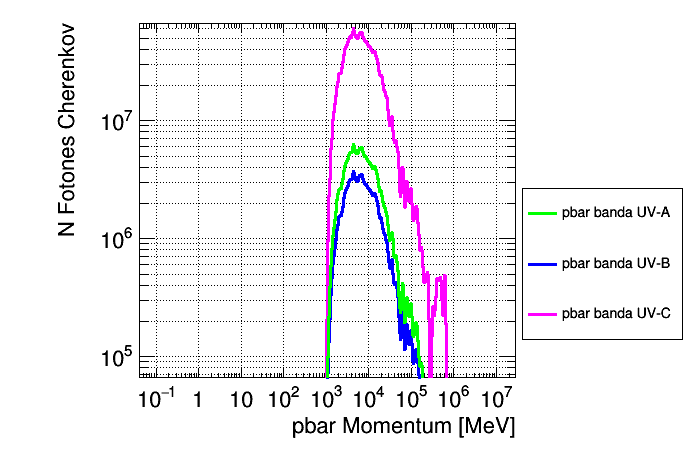 N Fotones Cherenkov
10^7
10^6
10^5
10^-1 1 10 10^2 10^3 10^4 10^5 10^6 10^7
pbar Momentum [MeV]
pbar banda UV-A
pbar banda UV-B
pbar banda UV-C